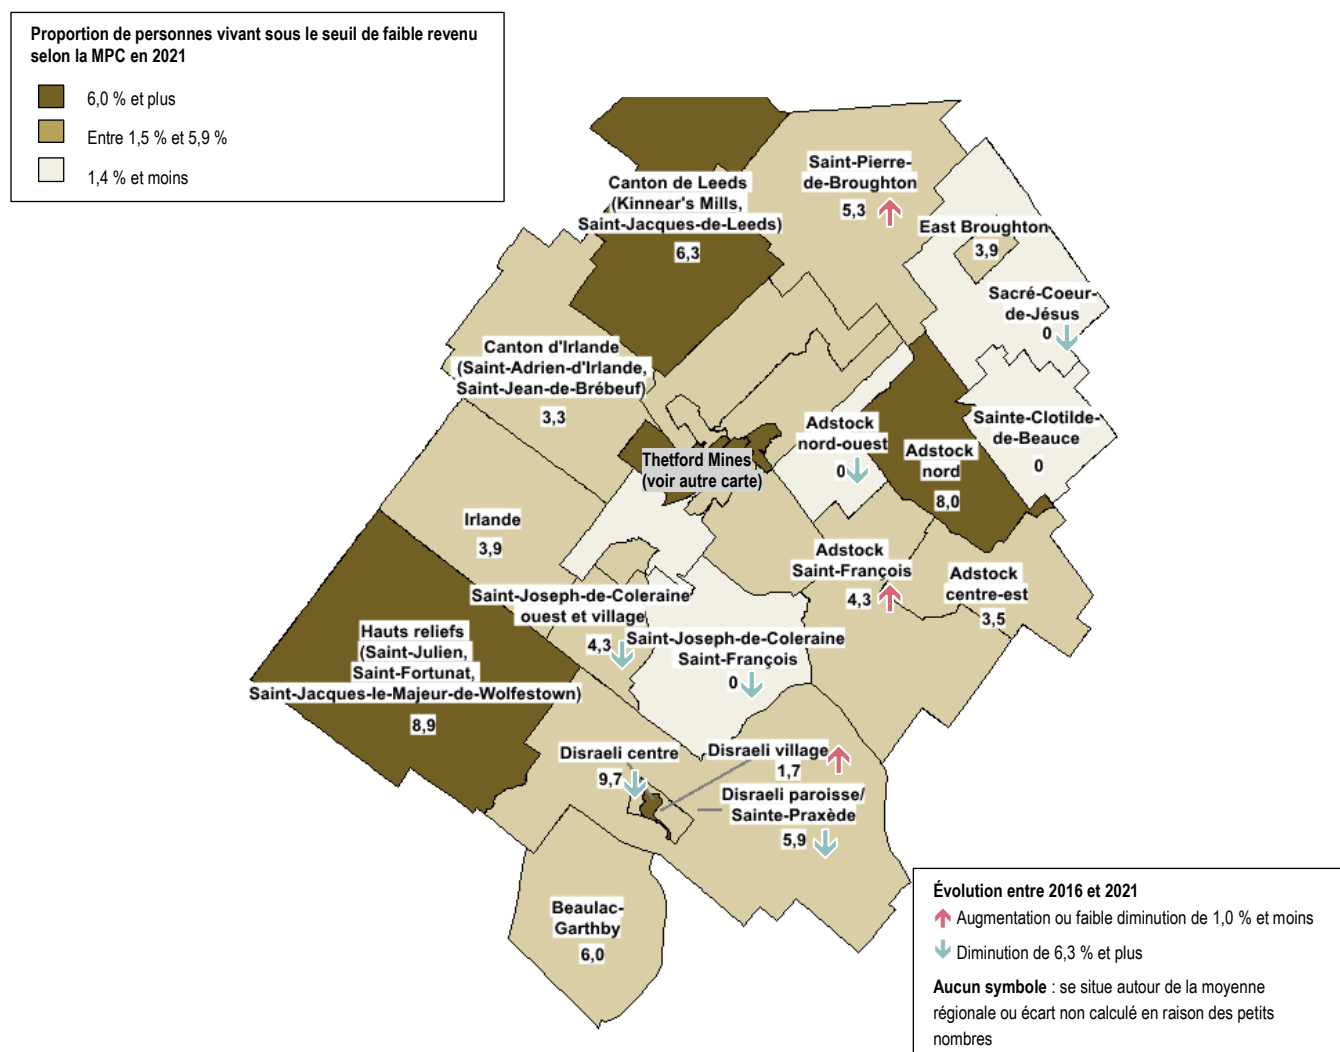 Proportion de personnes vivant sous le seuil de faible revenu
selon la MPC en 2021
6,0 % et plus
Entre 1,5 % et 5,9 %
1,4 % et moins
Canton de Leeds
(Kinnear's Mills,
Saint-Jacques-de-Leeds)
6,3
Saint-Pierre-
de-Broughton
5,3
East Broughton
3,9
Sacré-Coeur-
de-Jésus
0
Canton d'Irlande
(Saint-Adrien-d'Irlande,
Saint-Jean-de-Brébeuf)
3,3
Thetford Mines
(voir autre carte)
Adstock
nord-ouest
0
Adstock
nord
8,0
Sainte-Clotilde-
de-Beauce
0
Irlande
3,9
Adstock
Saint-François
4,3
Adstock
centre-est
3,5
Saint-Joseph-de-Coleraine
ouest et village
4,3
Saint-Joseph-de-Coleraine
Saint-François
0
Hauts reliefs
(Saint-Julien,
Saint-Fortunat,
Saint-Jacques-le-Majeur-de-Wolfestown)
8,9
Disraeli centre
9,7
Disraeli village
1,7
Disraeli paroisse/
Sainte-Praxède
5,9
Beaulac-
Garthby
6,0
Évolution entre 2016 et 2021
Augmentation ou faible diminution de 1,0 % et moins
Diminution de 6,3 % et plus
Aucun symbole : se situe autour de la moyenne
régionale ou écart non calculé en raison des petits
nombres